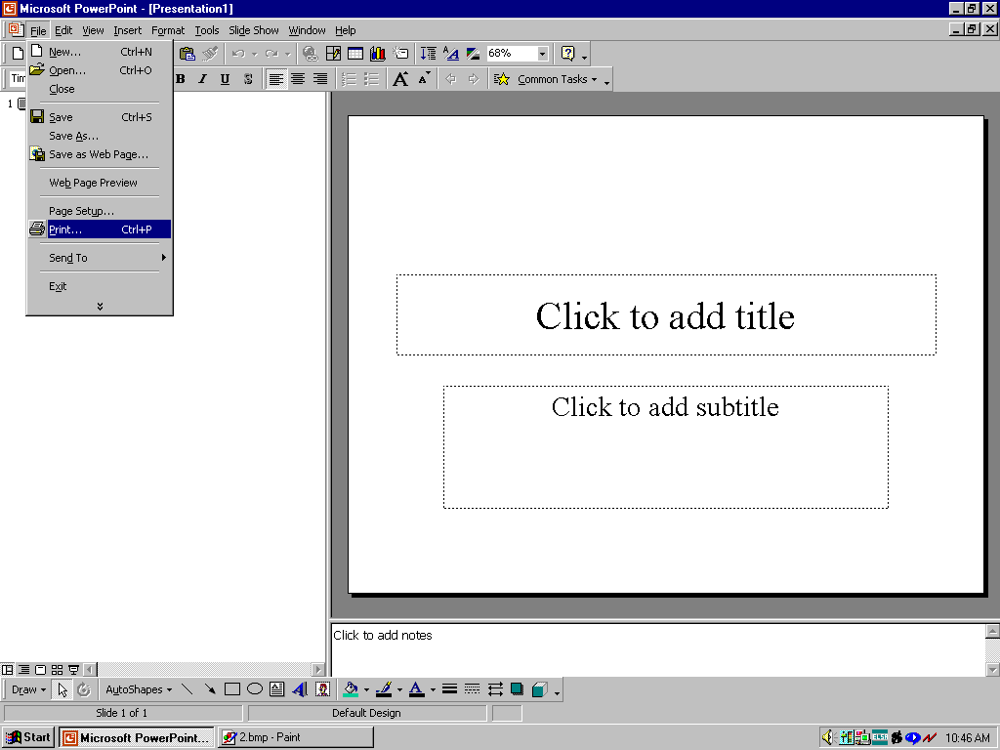 Microsoft PowerPoint - [Presentation1]
File Edit View Insert Format Tools Slide Show Window Help
68%
B I U S A A Common Tasks
New... Ctrl+N
Open... Ctrl+O
Close
Save Ctrl+S
Save As...
Save as Web Page...
Web Page Preview
Page Setup...
Print... Ctrl+P
Send To
Exit
1
Click to add title
Click to add subtitle
Click to add notes
Draw AutoShapes A A
Slide 1 of 1 Default Design
Start Microsoft PowerPoint... 2.bmp - Paint 10:46 AM